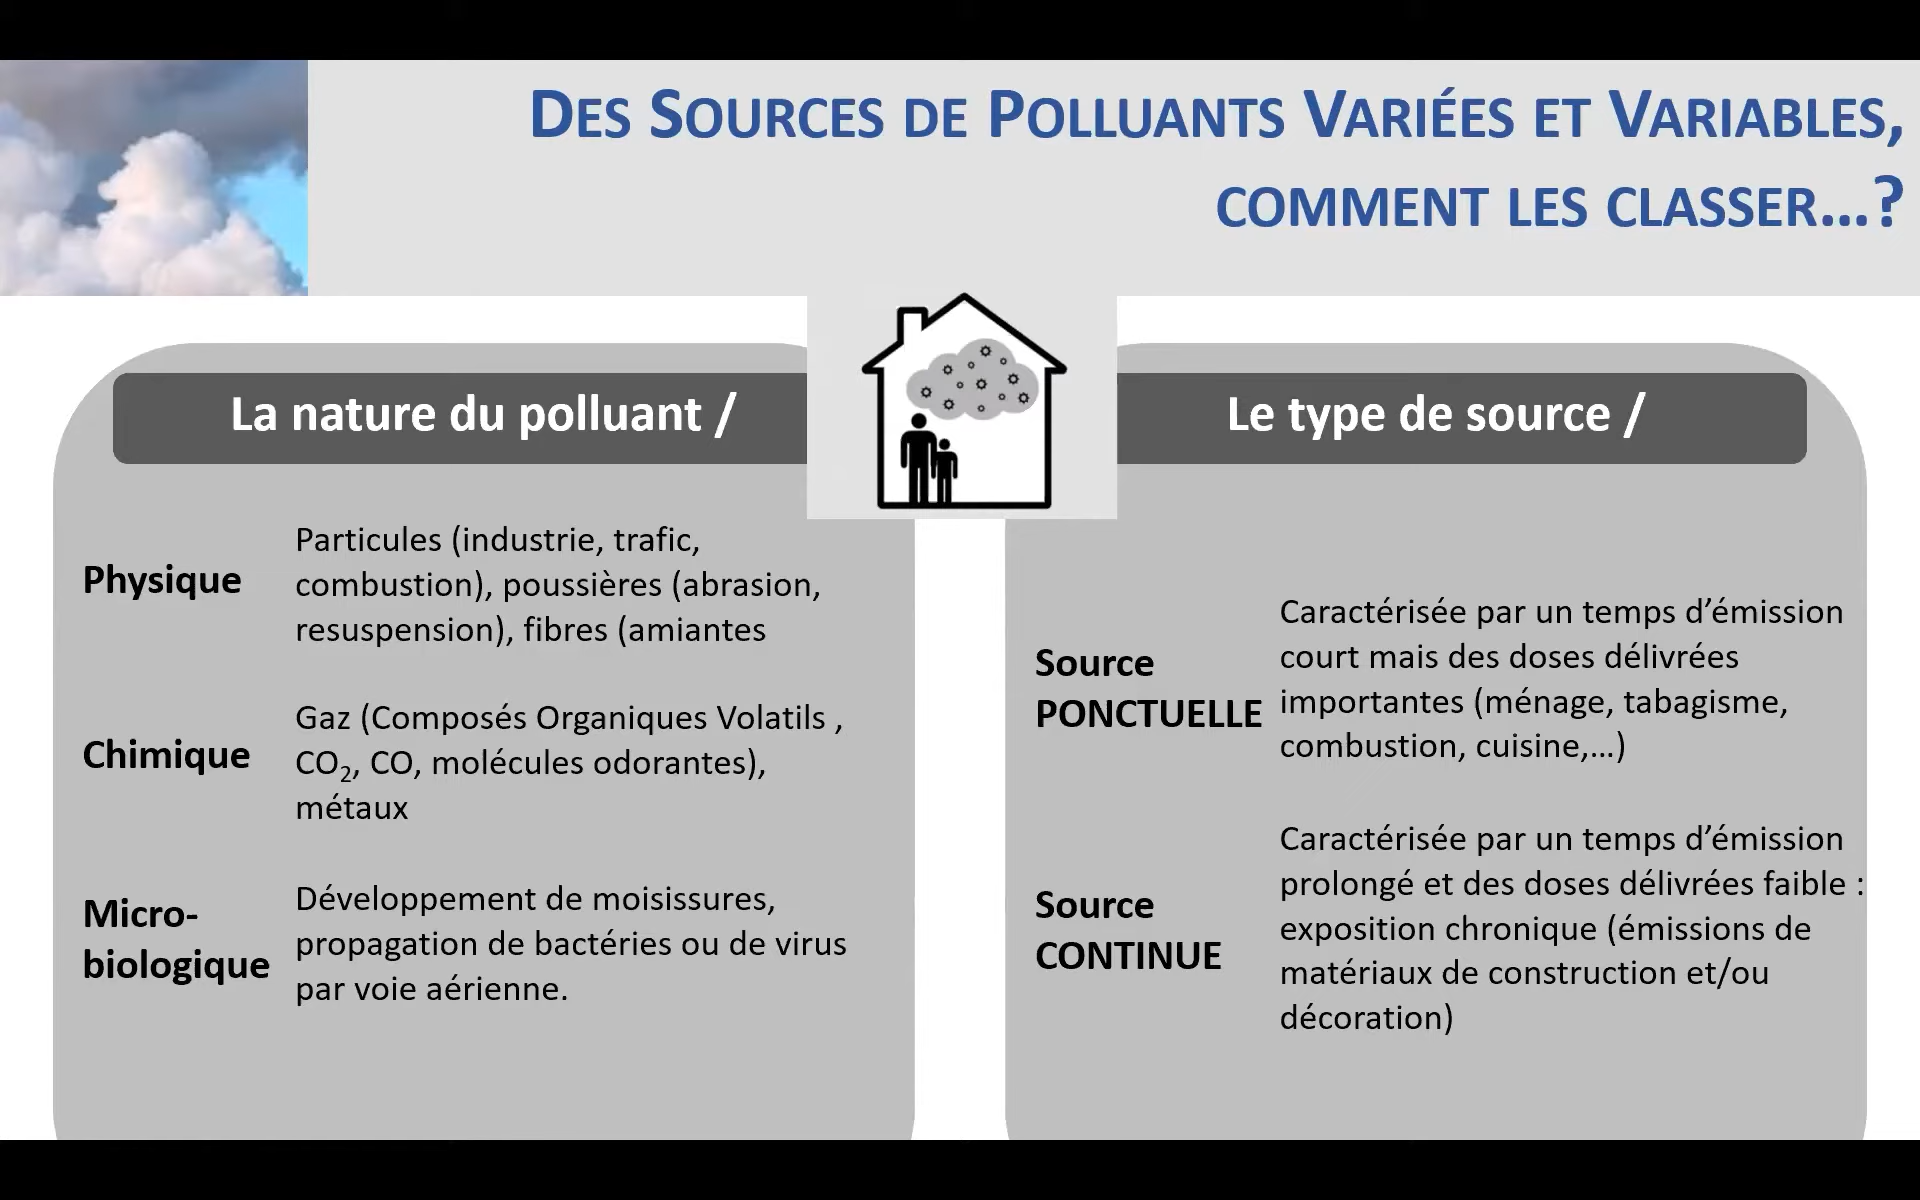 Des Sources de Polluants Variées et Variables,
comment les classer...?
La nature du polluant /
Physique
Particules (industrie, trafic,
combustion), poussières (abrasion,
resuspension), fibres (amiantes
Chimique
Gaz (Composés Organiques Volatils ,
CO₂, CO, molécules odorantes),
métaux
Micro-
biologique
Développement de moisissures,
propagation de bactéries ou de virus
par voie aérienne.
Le type de source /
Source
PONCTUELLE
Caractérisée par un temps d’émission
court mais des doses délivrées
importantes (ménage, tabagisme,
combustion, cuisine,...)
Source
CONTINUE
Caractérisée par un temps d’émission
prolongé et des doses délivrées faible :
exposition chronique (émissions de
matériaux de construction et/ou
décoration)